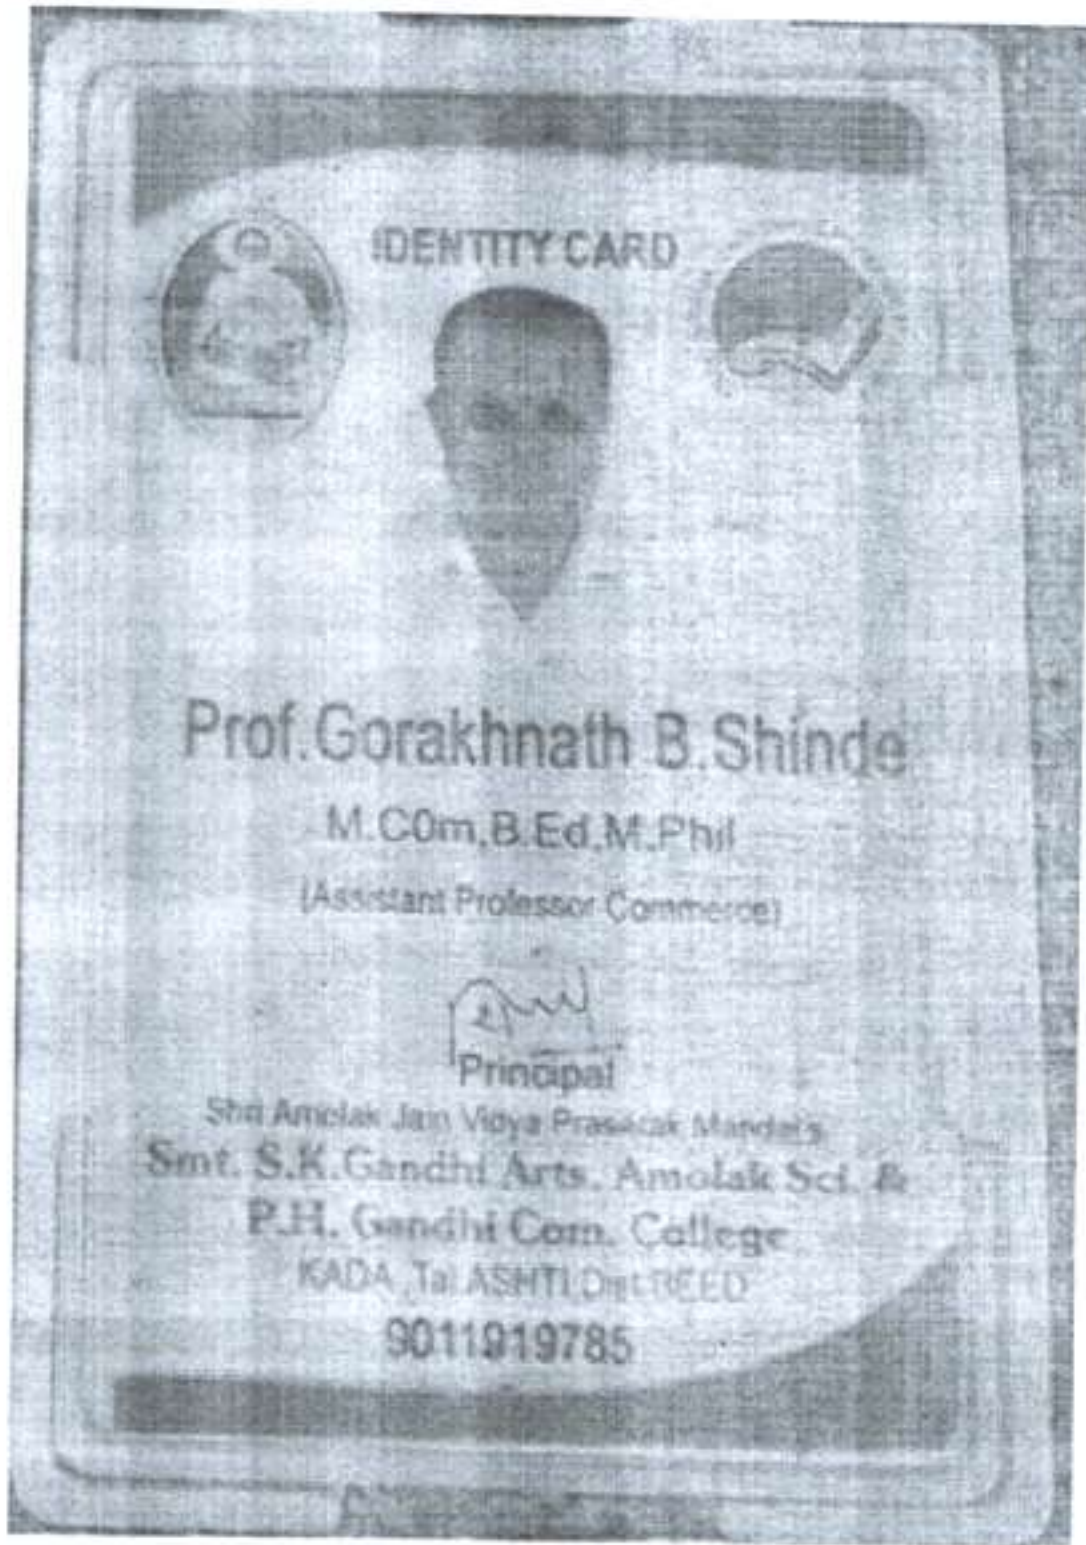 IDENTITY CARD
Prof.Gorakhnath B.Shinde
M.C0m,B.Ed,M.Phil
(Assistant Professor Commerce)
Principal
Shri Amolak Jain Vidya Prasarak Mandal's
Smt. S.K.Gandhi Arts, Amolak Sci. &
P.H. Gandhi Com. College
KADA, Tal.ASHTI,Dist.BEED
9011919785